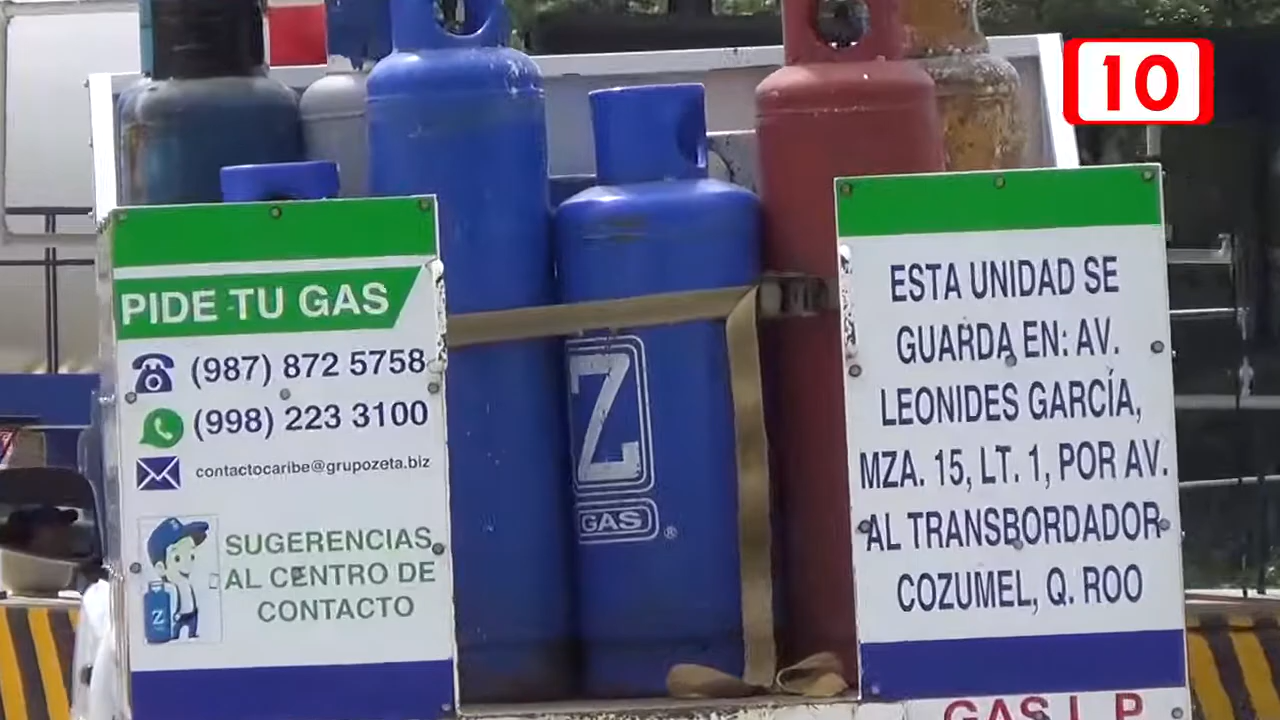 10
PIDE TU GAS
(987) 872 5758
(998) 223 3100
contactocaribe@grupozeta.biz
SUGERENCIAS
AL CENTRO DE
CONTACTO
Z
Z
GAS
®
ESTA UNIDAD SE
GUARDA EN: AV.
LEONIDES GARCÍA,
MZA. 15, LT. 1, POR AV.
AL TRANSBORDADOR
COZUMEL, Q. ROO
GAS L.P.